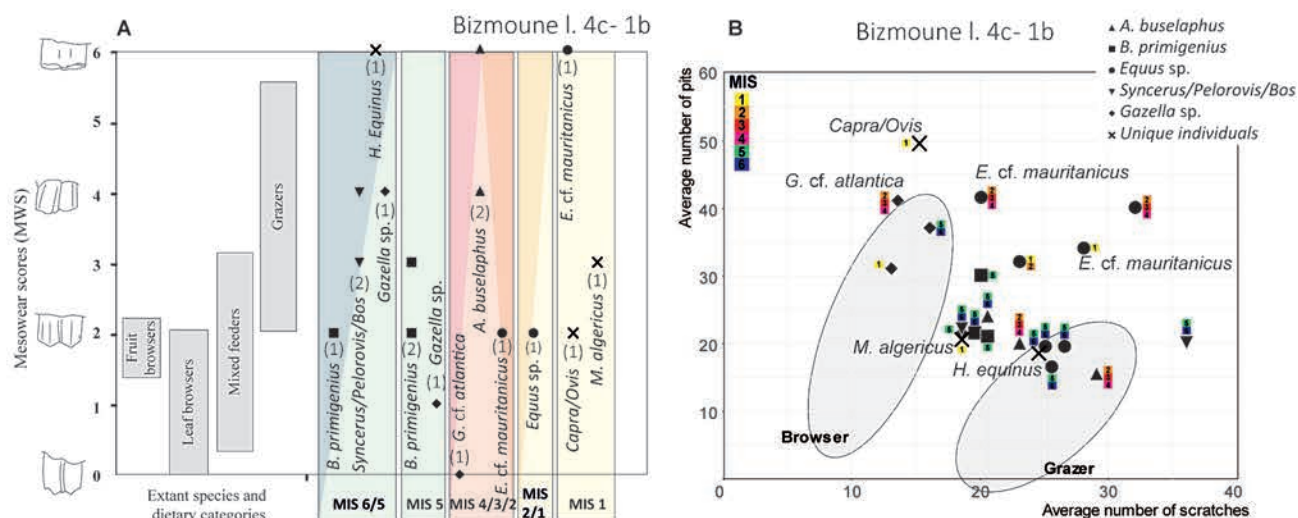 A
Bizmoune l. 4c- 1b
Mesowear scores (MWS)
6
5
4
3
2
1
0
Fruit
browsers
Leaf browsers
Mixed feeders
Grazers
Extant species and
dietary categories
B. primigenius
(1)
Syncerus/Pelorovis/Bos
(2)
H. Equinus
(1)
Gazella sp.
(1)
B. primigenius
(2)
Gazella sp.
(1)
G. cf. atlantica
(1)
A. buselaphus
(2)
(1)
E. cf. mauritanicus
(1)
Equus sp.
(1)
E. cf. mauritanicus
(1)
Capra/Ovis
(1)
M. algericus
(1)
MIS 6/5
MIS 5
MIS 4/3/2
MIS
2/1
MIS 1
B
Bizmoune l. 4c- 1b
A. buselaphus
B. primigenius
Equus sp.
Syncerus/Pelorovis/Bos
Gazella sp.
Unique individuals
Average number of pits
60
50
40
30
20
10
MIS
1
2
3
4
5
6
Capra/Ovis
1
G. cf. atlantica
E. cf. mauritanicus
1
E. cf. mauritanicus
1
M. algericus
1
H. equinus
Browser
Grazer
0
10
20
30
40
Average number of scratches